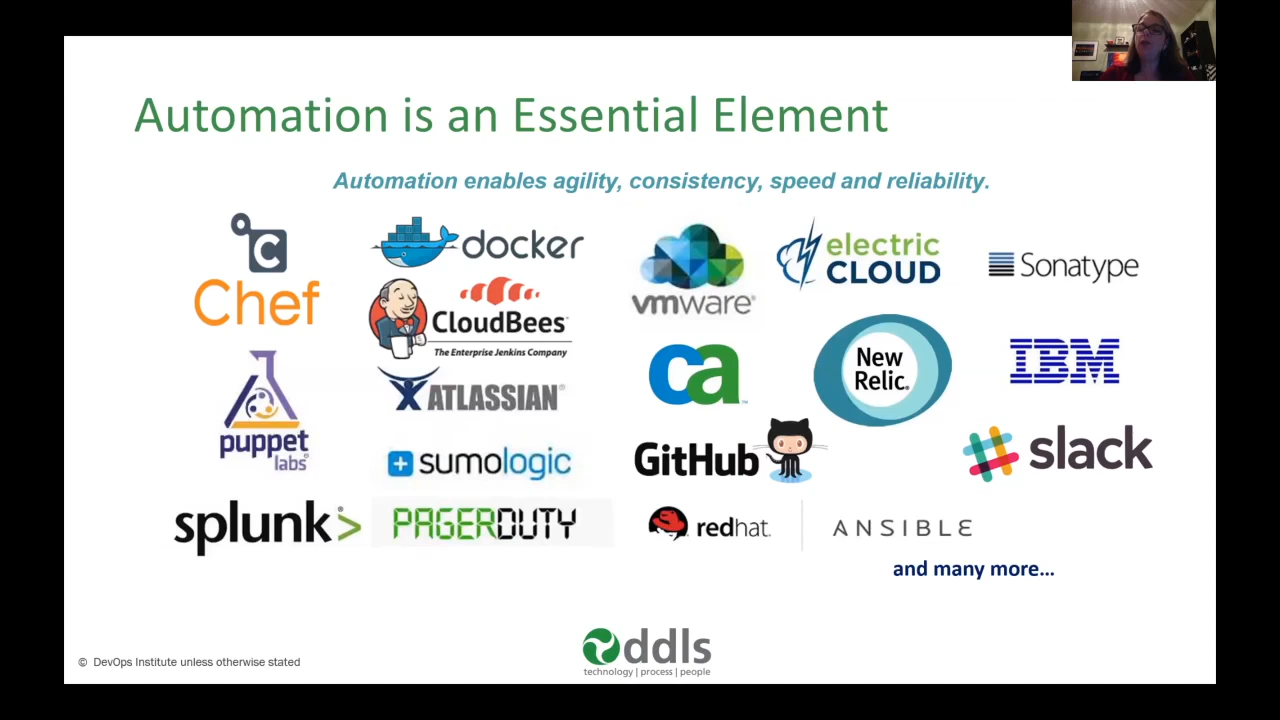 Automation is an Essential Element
Automation enables agility, consistency, speed and reliability.
C
Chef
docker
vmware
electric
CLOUD
Sonatype
CloudBees
The Enterprise Jenkins Company
puppet
labs
ATLASSIAN
ca
New
Relic.
IBM
sumologic
GitHub
slack
splunk>
PAGERDUTY
redhat.
ANSIBLE
and many more...
© DevOps Institute unless otherwise stated
ddls
technology | process | people